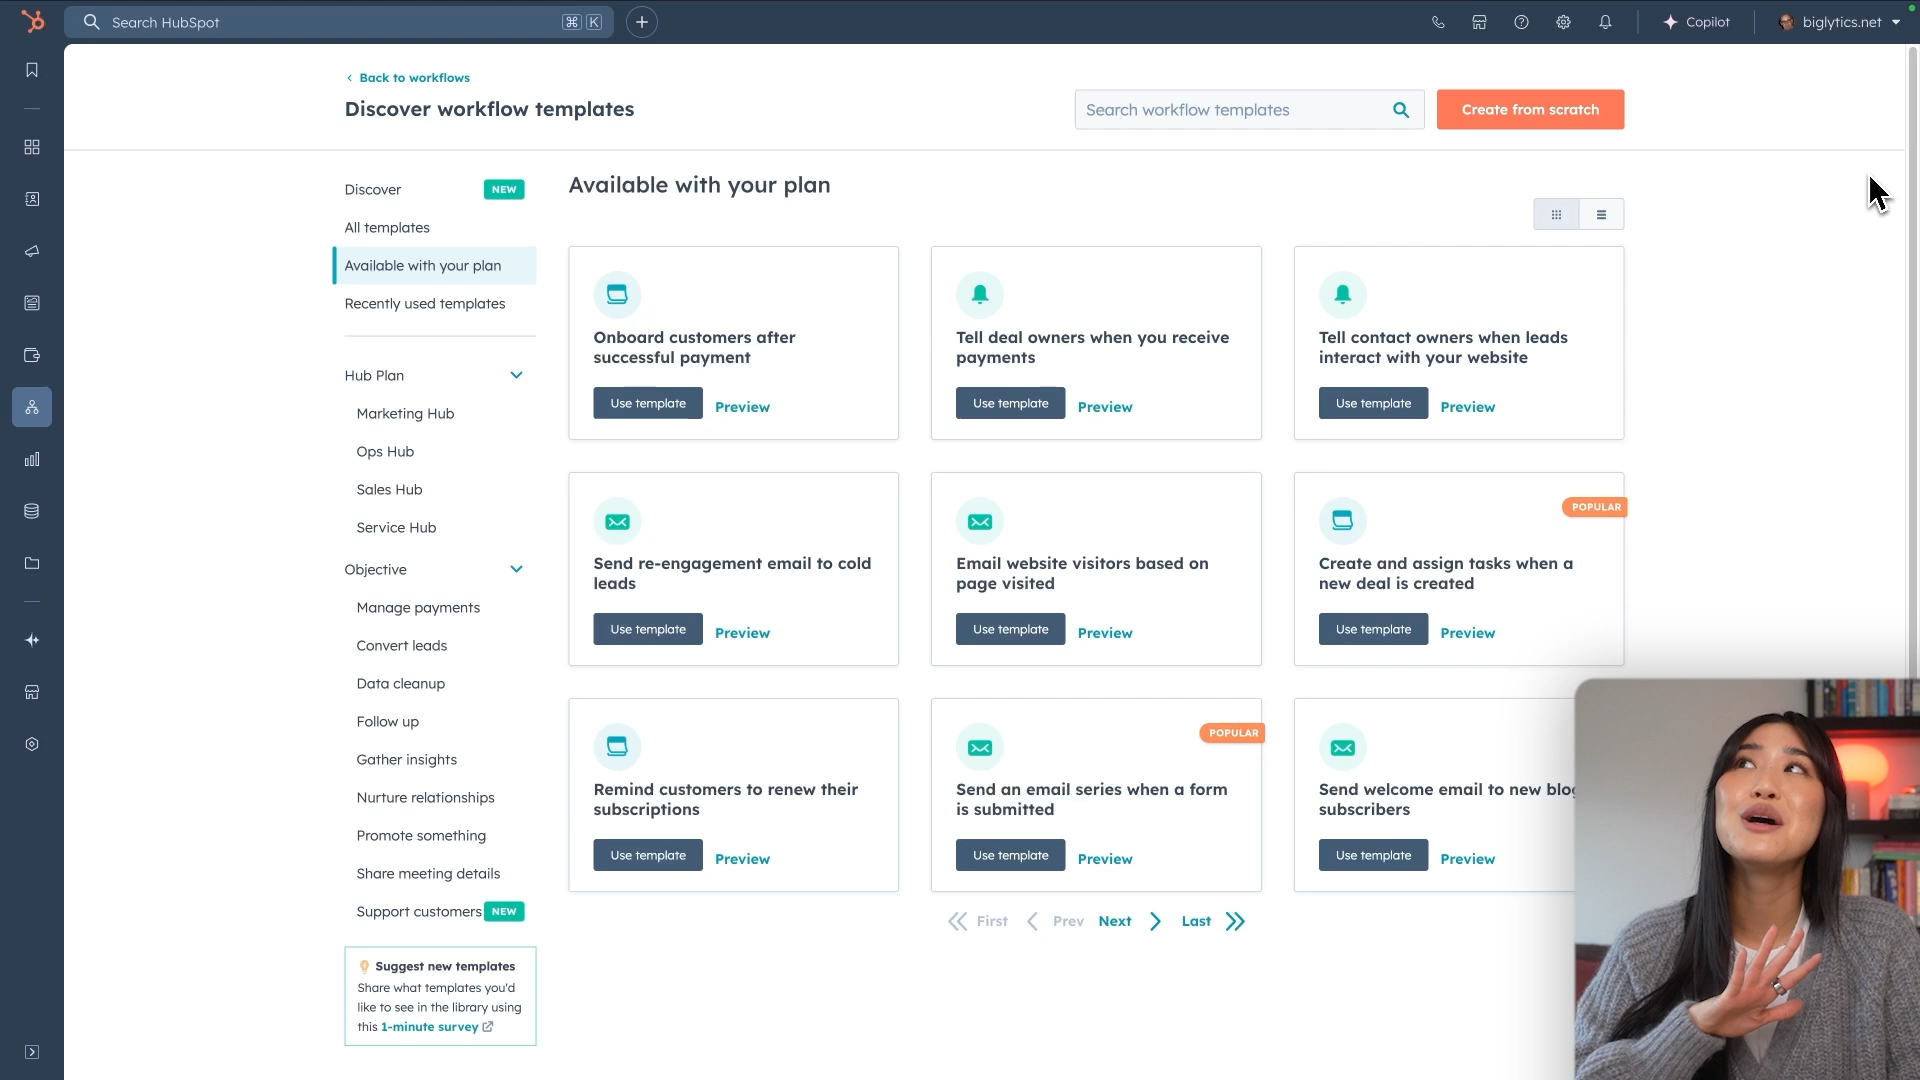 Search HubSpot
⌘ K
Copilot
biglytics.net
Back to workflows
Discover workflow templates
Search workflow templates
Create from scratch
Discover NEW
All templates
Available with your plan
Recently used templates
Hub Plan
Marketing Hub
Ops Hub
Sales Hub
Service Hub
Objective
Manage payments
Convert leads
Data cleanup
Follow up
Gather insights
Nurture relationships
Promote something
Share meeting details
Support customers NEW
Suggest new templates
Share what templates you'd
like to see in the library using
this 1-minute survey
Available with your plan
Onboard customers after
successful payment
Use template Preview
Tell deal owners when you receive
payments
Use template Preview
Tell contact owners when leads
interact with your website
Use template Preview
Send re-engagement email to cold
leads
Use template Preview
Email website visitors based on
page visited
Use template Preview
POPULAR
Create and assign tasks when a
new deal is created
Use template Preview
Remind customers to renew their
subscriptions
Use template Preview
POPULAR
Send an email series when a form
is submitted
Use template Preview
Send welcome email to new blog
subscribers
Use template Preview
First Prev Next Last